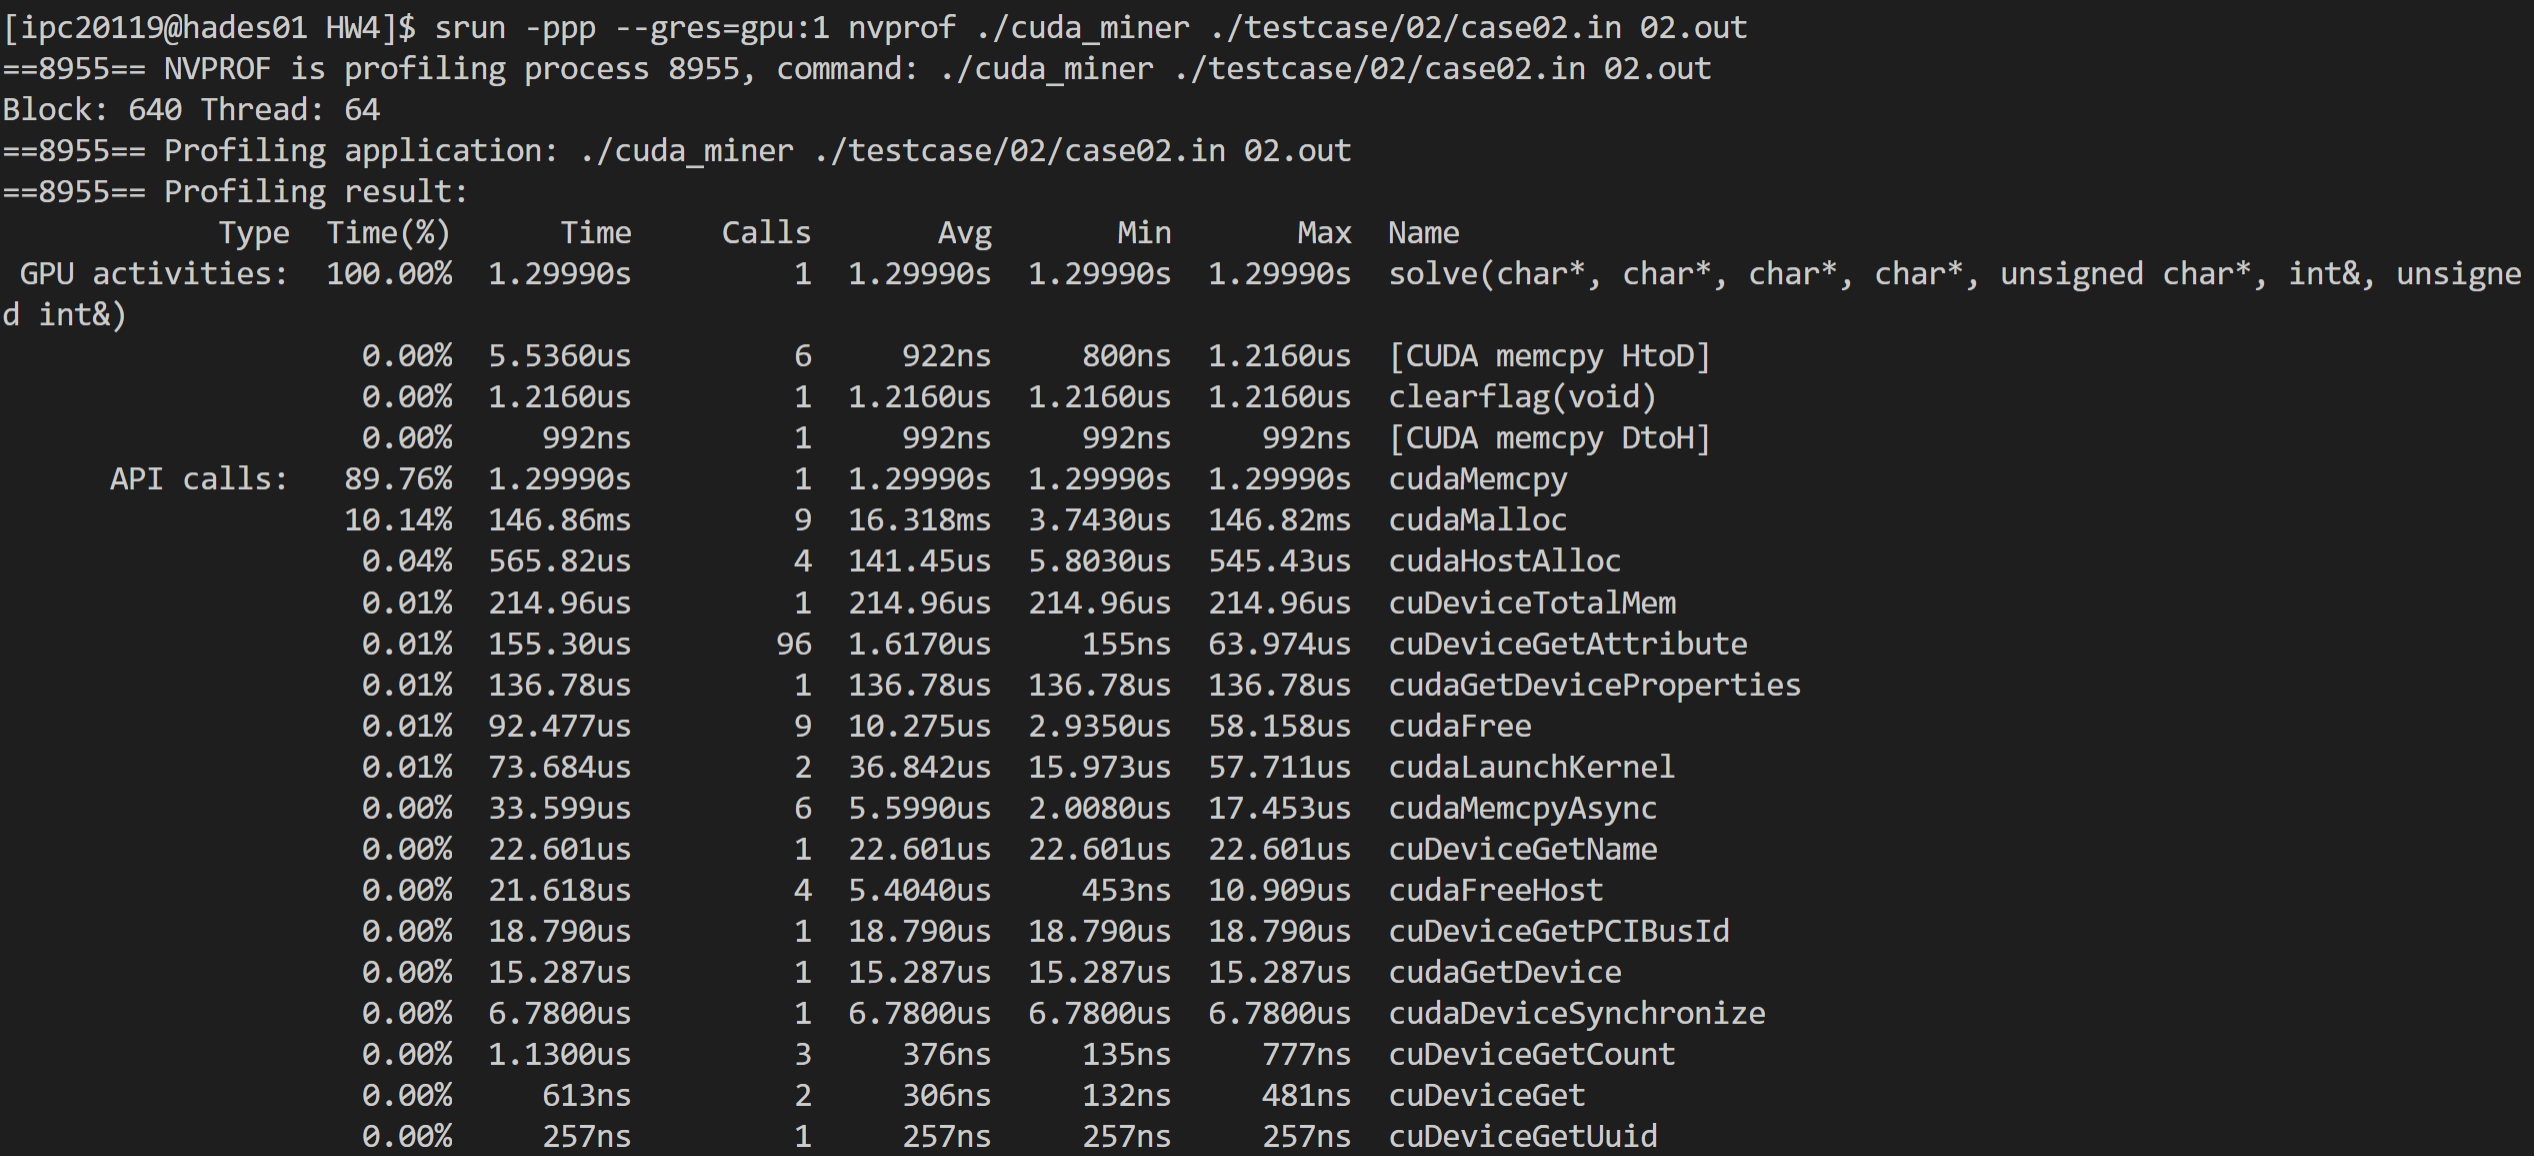 [ipc20119@hades01 HW4]$ srun -ppp --gres=gpu:1 nvprof ./cuda_miner ./testcase/02/case02.in 02.out
==8955== NVPROF is profiling process 8955, command: ./cuda_miner ./testcase/02/case02.in 02.out
Block: 640 Thread: 64
==8955== Profiling application: ./cuda_miner ./testcase/02/case02.in 02.out
==8955== Profiling result:
            Type  Time(%)      Time     Calls       Avg       Min       Max  Name
 GPU activities:  100.00%  1.29990s         1  1.29990s  1.29990s  1.29990s  solve(char*, char*, char*, char*, unsigned char*, int&, unsigne
d int&)
                    0.00%  5.5360us         6     922ns     800ns  1.2160us  [CUDA memcpy HtoD]
                    0.00%  1.2160us         1  1.2160us  1.2160us  1.2160us  clearflag(void)
                    0.00%     992ns         1     992ns     992ns     992ns  [CUDA memcpy DtoH]
      API calls:   89.76%  1.29990s         1  1.29990s  1.29990s  1.29990s  cudaMemcpy
                   10.14%  146.86ms         9  16.318ms  3.7430us  146.82ms  cudaMalloc
                    0.04%  565.82us         4  141.45us  5.8030us  545.43us  cudaHostAlloc
                    0.01%  214.96us         1  214.96us  214.96us  214.96us  cuDeviceTotalMem
                    0.01%  155.30us        96  1.6170us     155ns  63.974us  cuDeviceGetAttribute
                    0.01%  136.78us         1  136.78us  136.78us  136.78us  cudaGetDeviceProperties
                    0.01%  92.477us         9  10.275us  2.9350us  58.158us  cudaFree
                    0.01%  73.684us         2  36.842us  15.973us  57.711us  cudaLaunchKernel
                    0.00%  33.599us         6  5.5990us  2.0080us  17.453us  cudaMemcpyAsync
                    0.00%  22.601us         1  22.601us  22.601us  22.601us  cuDeviceGetName
                    0.00%  21.618us         4  5.4040us     453ns  10.909us  cudaFreeHost
                    0.00%  18.790us         1  18.790us  18.790us  18.790us  cuDeviceGetPCIBusId
                    0.00%  15.287us         1  15.287us  15.287us  15.287us  cudaGetDevice
                    0.00%  6.7800us         1  6.7800us  6.7800us  6.7800us  cudaDeviceSynchronize
                    0.00%  1.1300us         3     376ns     135ns     777ns  cuDeviceGetCount
                    0.00%     613ns         2     306ns     132ns     481ns  cuDeviceGet
                    0.00%     257ns         1     257ns     257ns     257ns  cuDeviceGetUuid